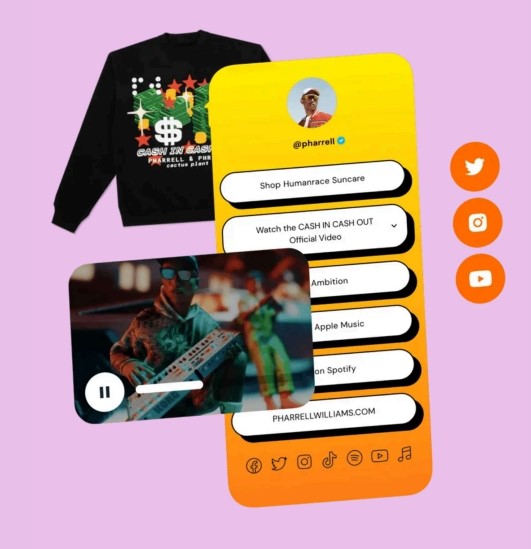 CASH IN CASH
PHARRELL & PHR
cactus plant
@pharrell
Shop Humanrace Suncare
Watch the CASH IN CASH OUT
Official Video
Ambition
Apple Music
on Spotify
PHARRELLWILLIAMS.COM